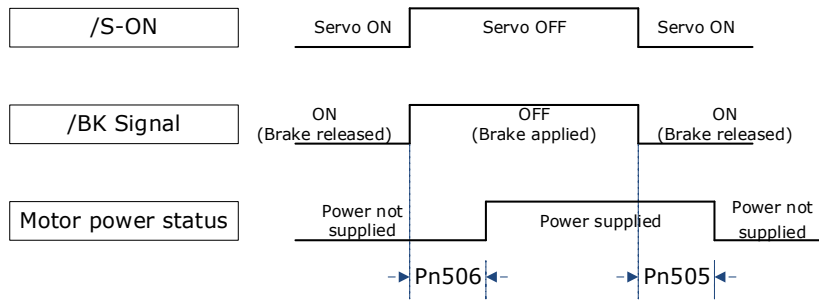 /S-ON
Servo ON
Servo OFF
Servo ON
/BK Signal
ON
(Brake released)
OFF
(Brake applied)
ON
(Brake released)
Motor power status
Power not
supplied
Power supplied
Power not
supplied
Pn506
Pn505